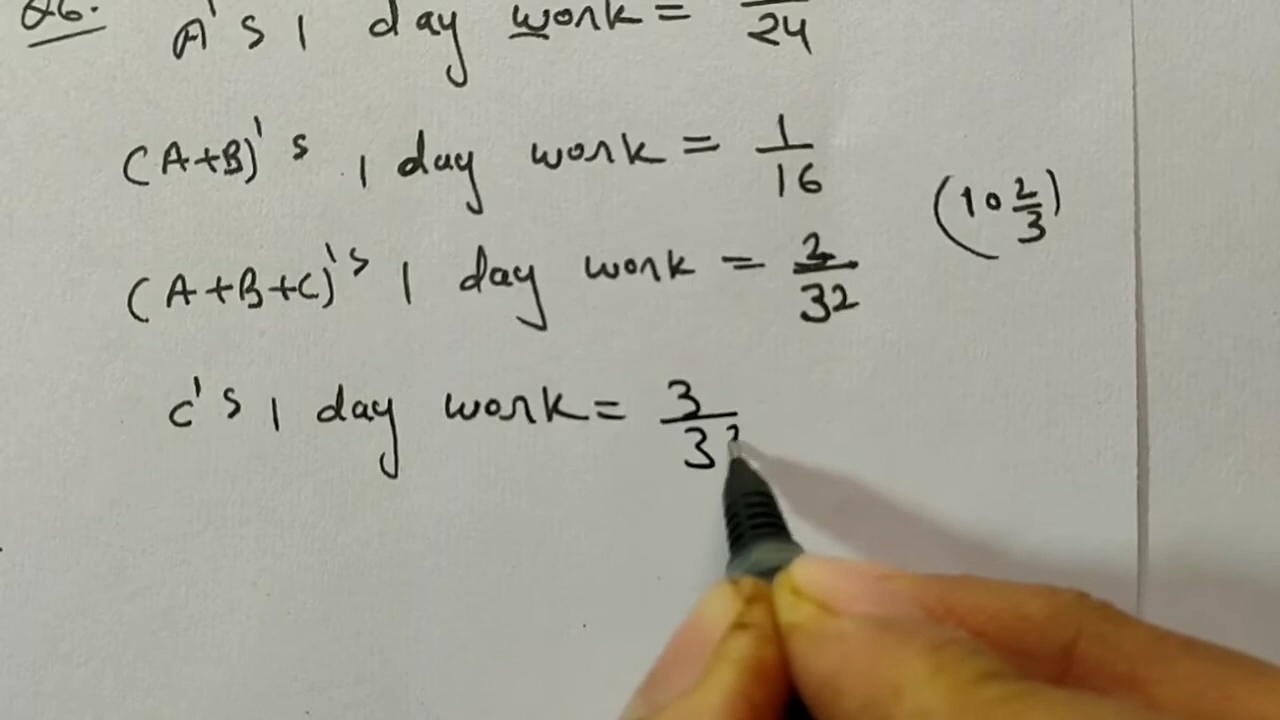 Q6. A's 1 day work = 24
(A+B)'s 1 day work = 1/16
(10 2/3)
(A+B+C)'s 1 day work = 3/32
C's 1 day work = 3/32